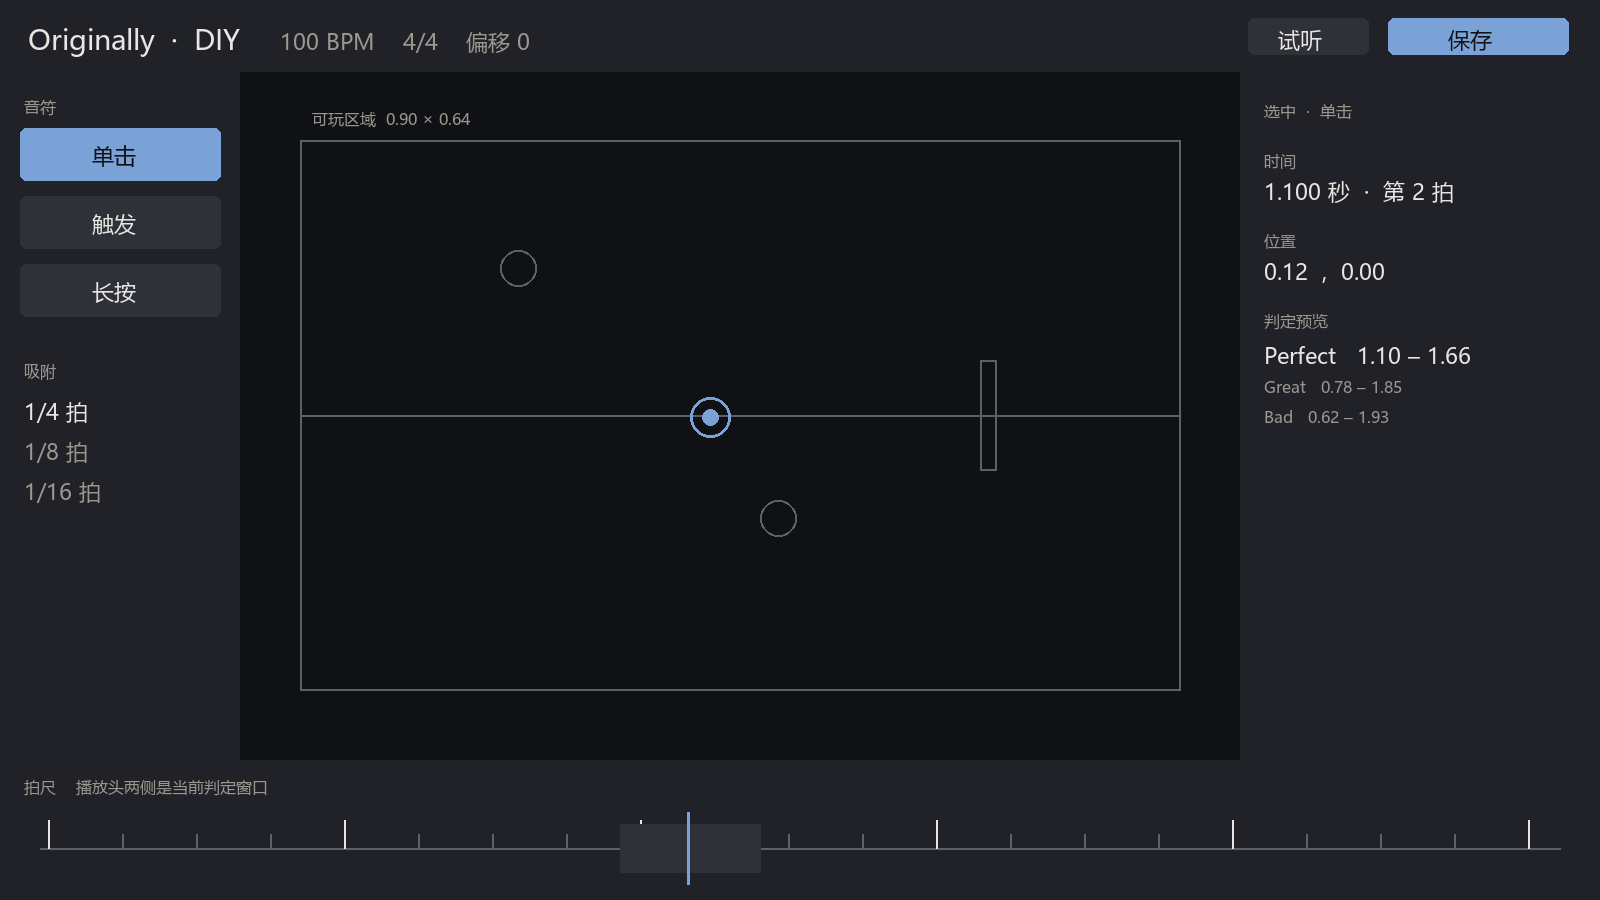 Originally · DIY 100 BPM 4/4 偏移 0 试听 保存
音符
单击
触发
长按
吸附
1/4 拍
1/8 拍
1/16 拍
可玩区域 0.90 × 0.64
选中 · 单击
时间
1.100 秒 · 第 2 拍
位置
0.12 , 0.00
判定预览
Perfect 1.10 – 1.66
Great 0.78 – 1.85
Bad 0.62 – 1.93
拍尺 播放头两侧是当前判定窗口